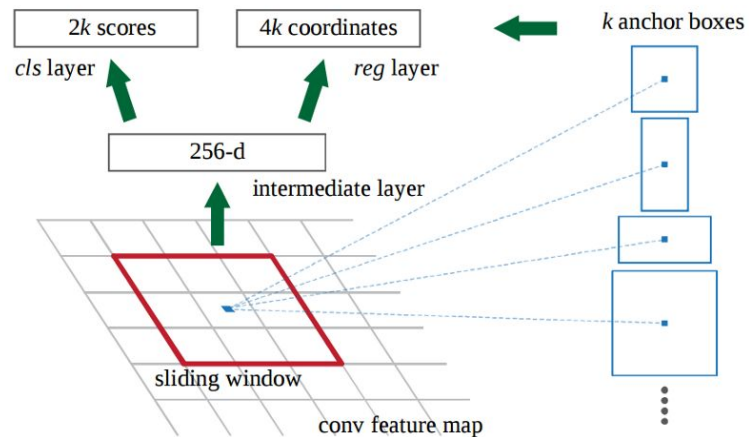 2k scores
4k coordinates
k anchor boxes
cls layer
reg layer
256-d
intermediate layer
sliding window
conv feature map